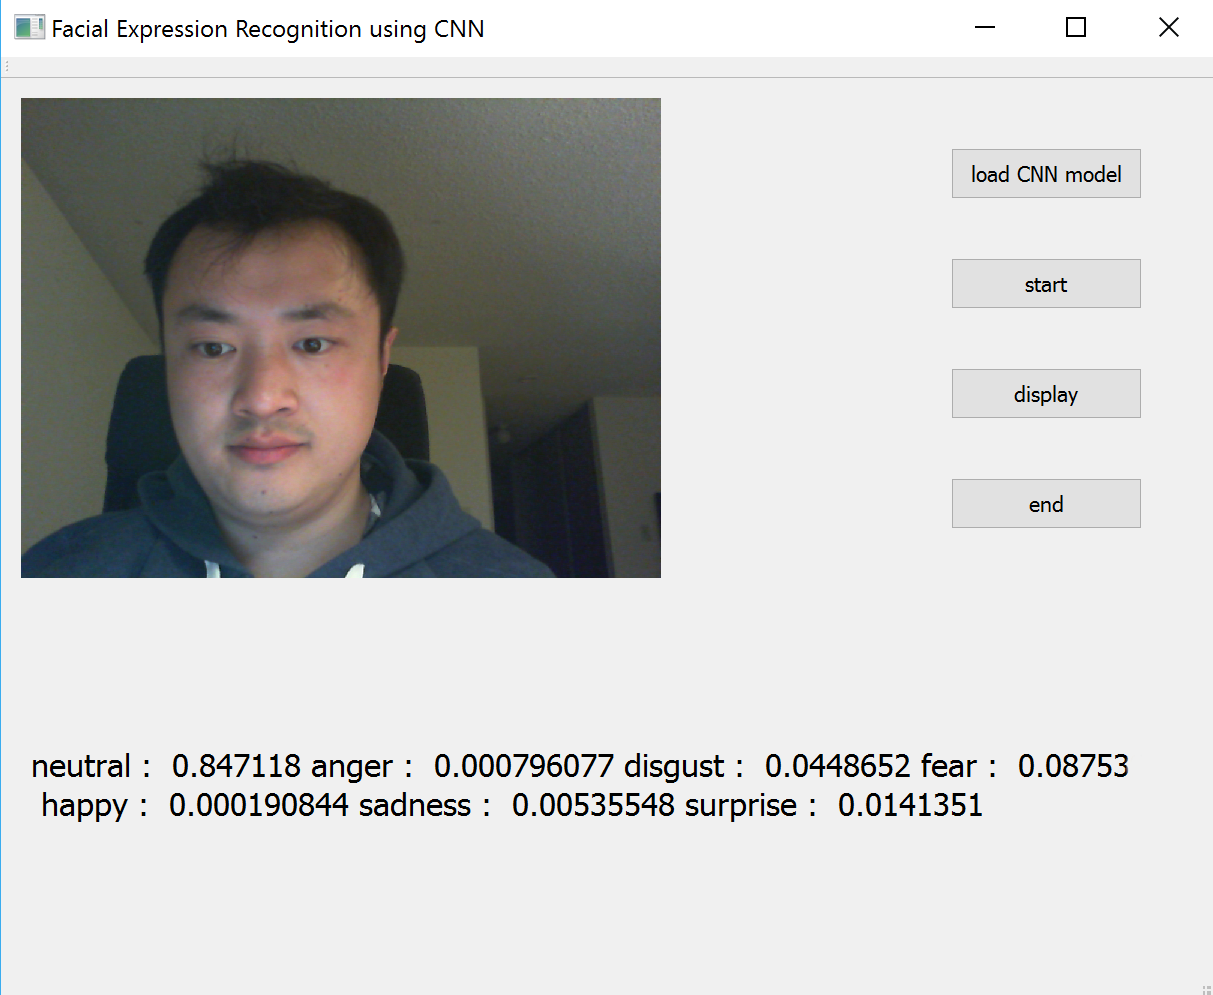 Facial Expression Recognition using CNN
load CNN model
start
display
end
neutral :  0.847118 anger :  0.000796077 disgust :  0.0448652 fear :  0.08753
happy :  0.000190844 sadness :  0.00535548 surprise :  0.0141351